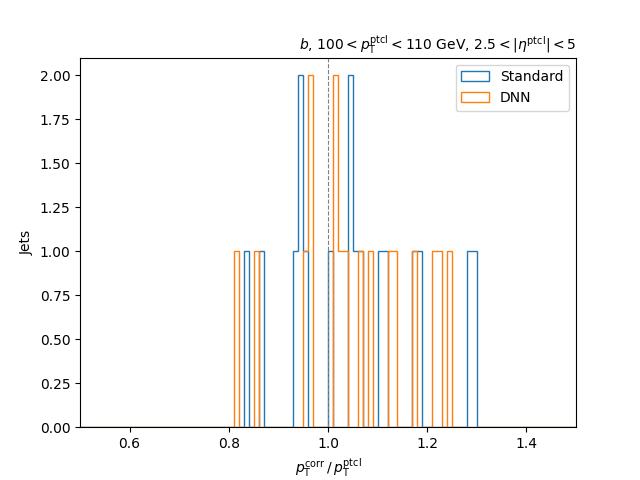 b, 100 < p_T^ptcl < 110 GeV, 2.5 < |η^ptcl| < 5
Standard
DNN
2.00
1.75
1.50
1.25
1.00
0.75
0.50
0.25
0.00
Jets
0.6 0.8 1.0 1.2 1.4
p_T^corr / p_T^ptcl